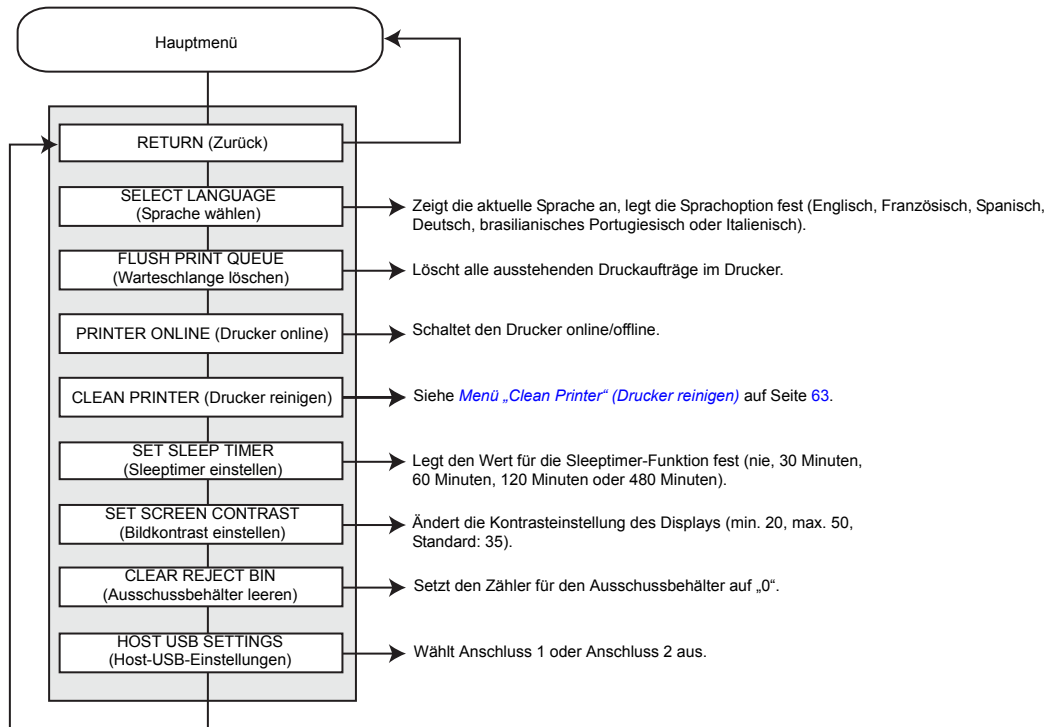 Hauptmenü
RETURN (Zurück)
SELECT LANGUAGE
(Sprache wählen)
Zeigt die aktuelle Sprache an, legt die Sprachoption fest (Englisch, Französisch, Spanisch,
Deutsch, brasilianisches Portugiesisch oder Italienisch).
FLUSH PRINT QUEUE
(Warteschlange löschen)
Löscht alle ausstehenden Druckaufträge im Drucker.
PRINTER ONLINE (Drucker online)
Schaltet den Drucker online/offline.
CLEAN PRINTER (Drucker reinigen)
Siehe Menü „Clean Printer“ (Drucker reinigen) auf Seite 63.
SET SLEEP TIMER
(Sleeptimer einstellen)
Legt den Wert für die Sleeptimer-Funktion fest (nie, 30 Minuten,
60 Minuten, 120 Minuten oder 480 Minuten).
SET SCREEN CONTRAST
(Bildkontrast einstellen)
Ändert die Kontrasteinstellung des Displays (min. 20, max. 50,
Standard: 35).
CLEAR REJECT BIN
(Ausschussbehälter leeren)
Setzt den Zähler für den Ausschussbehälter auf „0“.
HOST USB SETTINGS
(Host-USB-Einstellungen)
Wählt Anschluss 1 oder Anschluss 2 aus.